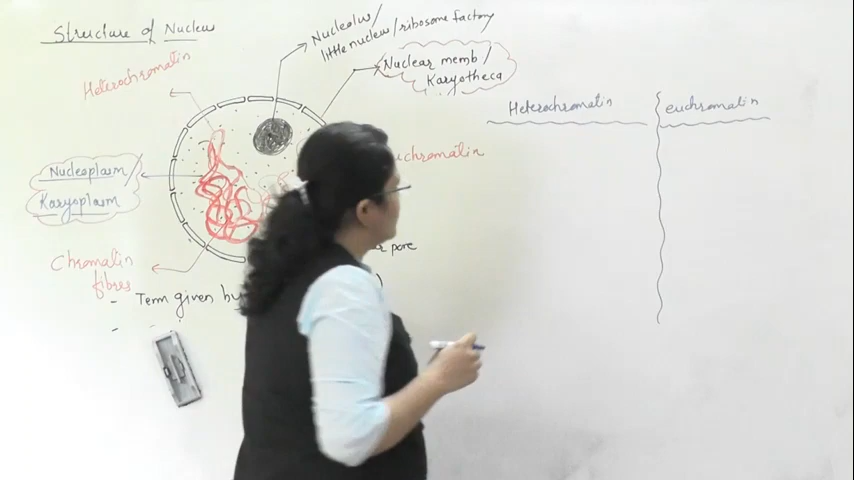 Structure of Nucleus
Nucleolus/
little nucleus/ribosome factory
Heterochromatin
Nuclear memb/
Karyotheca
Heterochromatin
euchromatin
uchromatin
Nucleoplasm/
Karyoplasm
pore
Chromatin
fibres
- Term given by
-